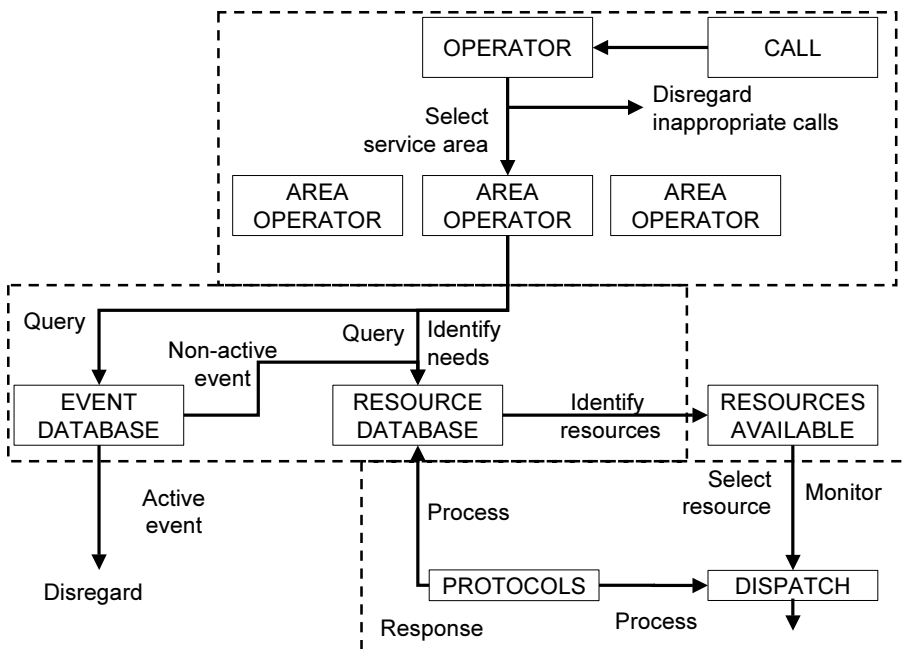 OPERATOR
CALL
Select
service area
Disregard
inappropriate calls
AREA
OPERATOR
AREA
OPERATOR
AREA
OPERATOR
Query
Non-active
event
Query
Identify
needs
EVENT
DATABASE
RESOURCE
DATABASE
Identify
resources
RESOURCES
AVAILABLE
Active
event
Disregard
Process
Select
resource
Monitor
PROTOCOLS
DISPATCH
Response
Process